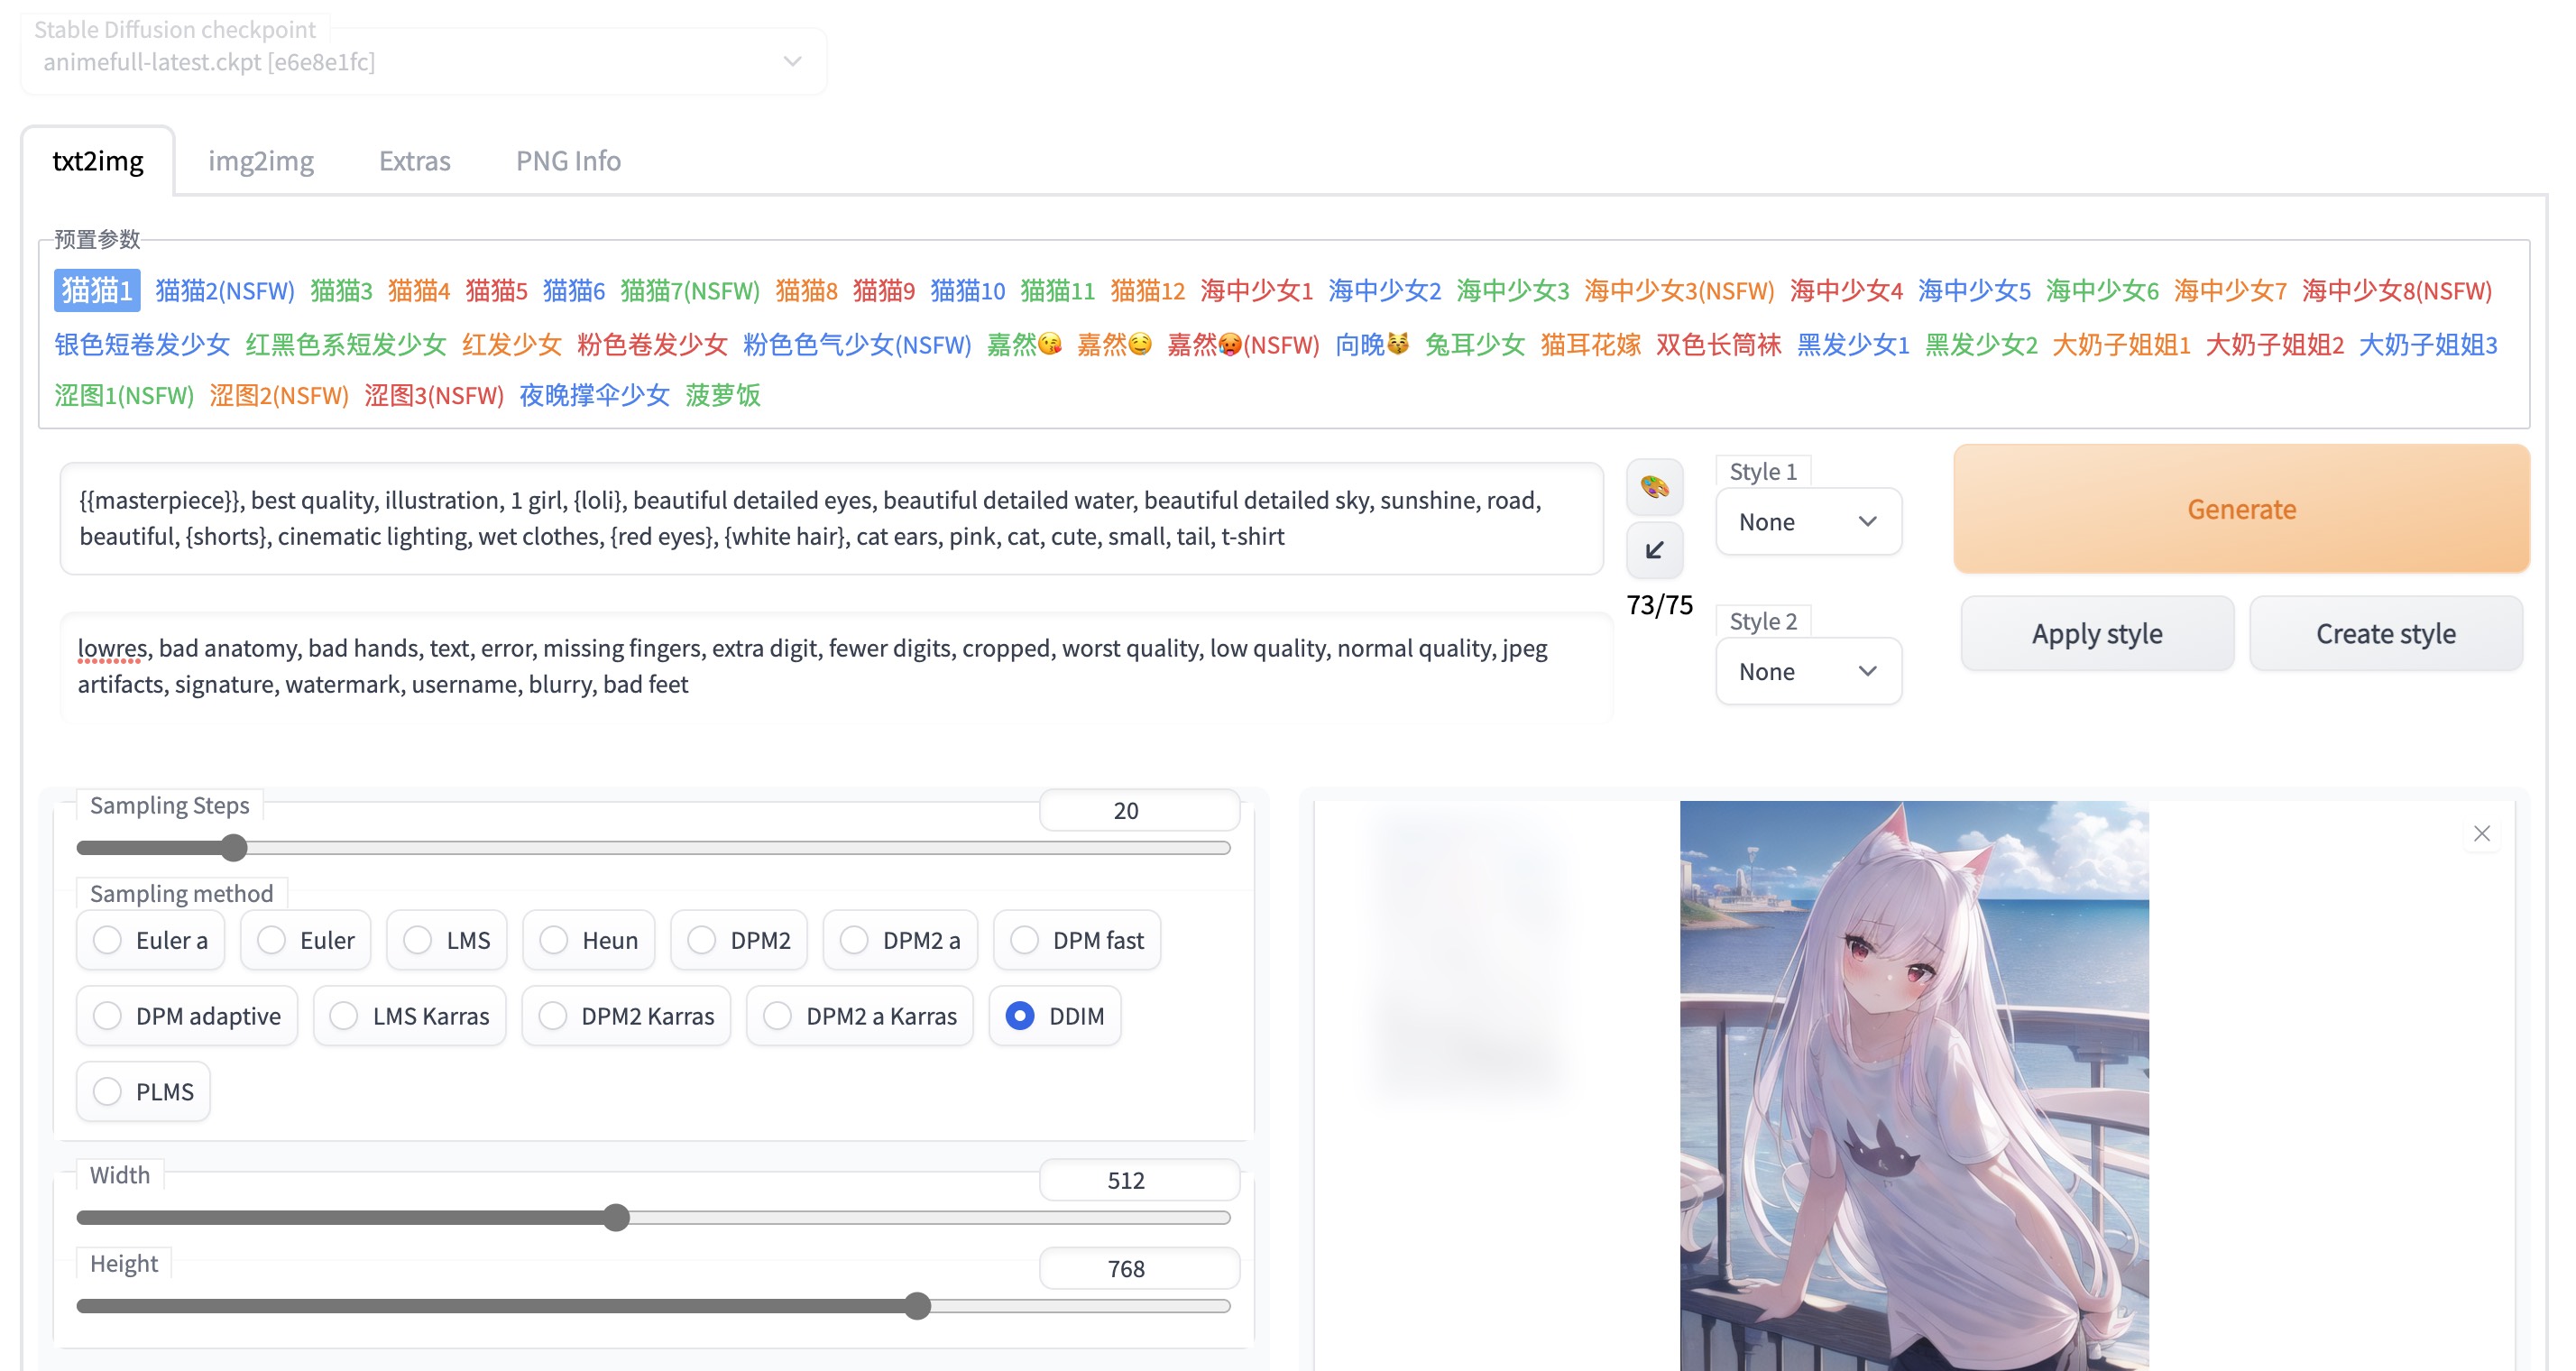 Stable Diffusion checkpoint
animefull-latest.ckpt [e6e8e1fc]
txt2img img2img Extras PNG Info
预置参数
猫猫1 猫猫2(NSFW) 猫猫3 猫猫4 猫猫5 猫猫6 猫猫7(NSFW) 猫猫8 猫猫9 猫猫10 猫猫11 猫猫12 海中少女1 海中少女2 海中少女3 海中少女3(NSFW) 海中少女4 海中少女5 海中少女6 海中少女7 海中少女8(NSFW)
银色短卷发少女 红黑色系短发少女 红发少女 粉色卷发少女 粉色色气少女(NSFW) 嘉然😘 嘉然😋 嘉然🥵(NSFW) 向晚😽 兔耳少女 猫耳花嫁 双色长筒袜 黑发少女1 黑发少女2 大奶子姐姐1 大奶子姐姐2 大奶子姐姐3
涩图1(NSFW) 涩图2(NSFW) 涩图3(NSFW) 夜晚撑伞少女 菠萝饭
{{masterpiece}}, best quality, illustration, 1 girl, {loli}, beautiful detailed eyes, beautiful detailed water, beautiful detailed sky, sunshine, road,
beautiful, {shorts}, cinematic lighting, wet clothes, {red eyes}, {white hair}, cat ears, pink, cat, cute, small, tail, t-shirt
73/75
Style 1
None
Generate
lowres, bad anatomy, bad hands, text, error, missing fingers, extra digit, fewer digits, cropped, worst quality, low quality, normal quality, jpeg
artifacts, signature, watermark, username, blurry, bad feet
Style 2
None
Apply style Create style
Sampling Steps 20
Sampling method
Euler a Euler LMS Heun DPM2 DPM2 a DPM fast
DPM adaptive LMS Karras DPM2 Karras DPM2 a Karras DDIM
PLMS
Width 512
Height 768